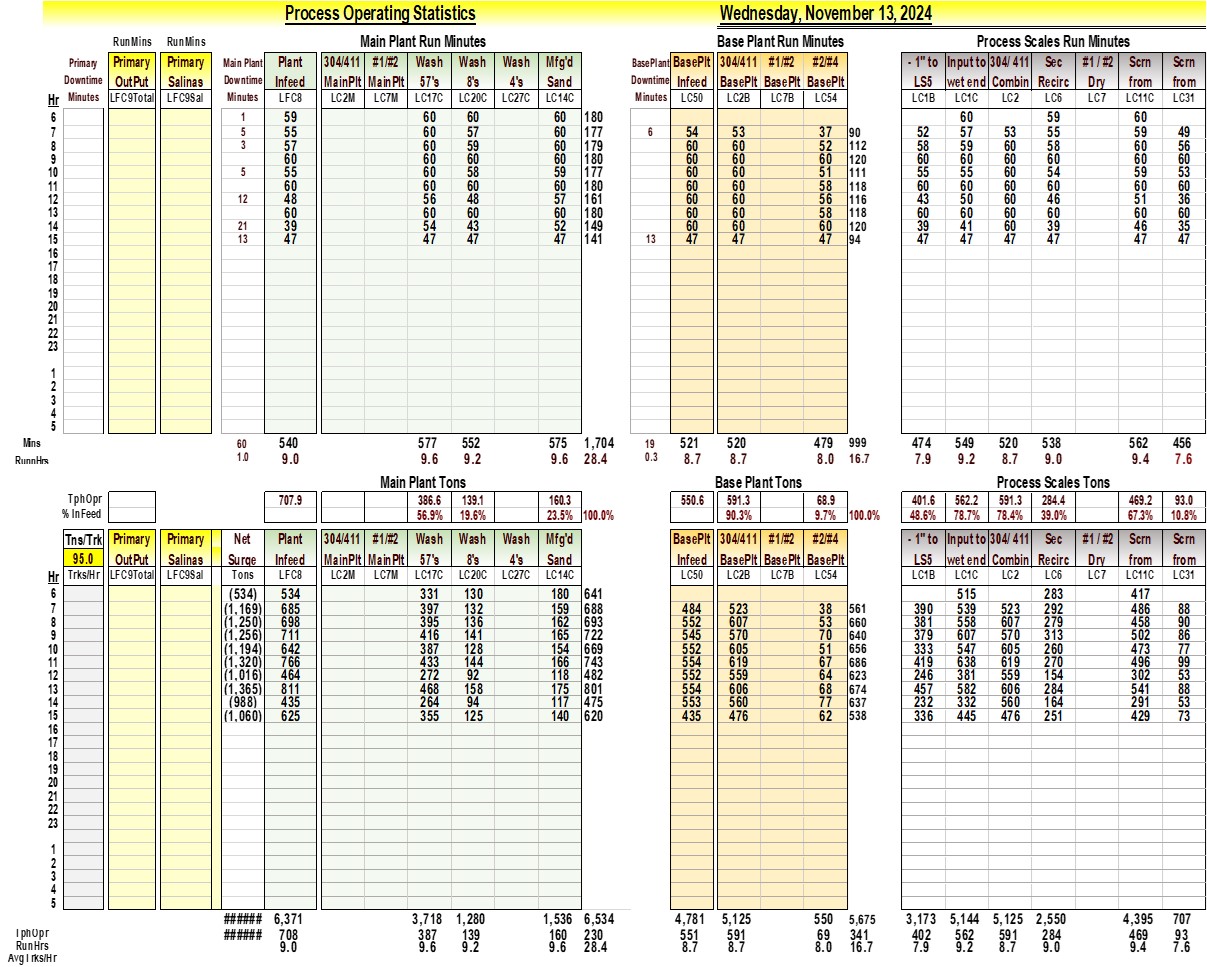 Process Operating Statistics Wednesday, November 13, 2024
RunMins RunMins Main Plant Run Minutes Base Plant Run Minutes Process Scales Run Minutes
Primary Primary Primary Main Plant Plant 304/411 #1/#2 Wash Wash Wash Mfg'd BasePlant BasePlt 304/411 #1/#2 #2/#4 - 1" to Input to 304/ 411 Sec #1 / #2 Scrn Scrn
Downtime OutPut Salinas Downtime Infeed MainPlt MainPlt 57's 8's 4's Sand Downtime Infeed BasePlt BasePlt BasePlt LS5 wet end Combin Recirc Dry from from
Hr Minutes LFC9Total LFC9Sal Minutes LFC8 LC2M LC7M LC17C LC20C LC27C LC14C Minutes LC50 LC2B LC7B LC54 LC1B LC1C LC2 LC6 LC7 LC11C LC31
6 1 59 60 60 60 180 60 59 60
7 5 55 60 57 60 177 6 54 53 37 90 52 57 53 55 59 49
8 3 57 60 59 60 179 60 60 52 112 58 59 60 58 60 56
9 60 60 60 60 180 60 60 60 120 60 60 60 60 60 60
10 5 55 60 58 59 177 60 60 51 111 55 55 60 54 59 53
11 60 60 60 60 180 60 60 58 118 60 60 60 60 60 60
12 12 48 56 48 57 161 60 60 56 116 43 50 60 46 51 36
13 60 60 60 60 180 60 60 58 118 60 60 60 60 60 60
14 21 39 54 43 52 149 60 60 60 120 39 41 60 39 46 35
15 13 47 47 47 47 141 13 47 47 47 94 47 47 47 47 47 47
16
17
18
19
20
21
22
23
1
2
3
4
5
Mins 60 540 577 552 575 1,704 19 521 520 479 999 474 549 520 538 562 456
RunnHrs 1.0 9.0 9.6 9.2 9.6 28.4 0.3 8.7 8.7 8.0 16.7 7.9 9.2 8.7 9.0 9.4 7.6
Main Plant Tons Base Plant Tons Process Scales Tons
TphOpr 707.9 386.6 139.1 160.3 550.6 591.3 68.9 401.6 562.2 591.3 284.4 469.2 93.0
% InFeed 56.9% 19.6% 23.5% 100.0% 90.3% 9.7% 100.0% 48.6% 78.7% 78.4% 39.0% 67.3% 10.8%
Tns/Trk Primary Primary Net Plant 304/411 #1/#2 Wash Wash Wash Mfg'd BasePlt 304/411 #1/#2 #2/#4 - 1" to Input to 304/ 411 Sec #1 / #2 Scrn Scrn
95.0 OutPut Salinas Surge Infeed MainPlt MainPlt 57's 8's 4's Sand Infeed BasePlt BasePlt BasePlt LS5 wet end Combin Recirc Dry from from
Hr Trks/Hr LFC9Total LFC9Sal Tons LFC8 LC2M LC7M LC17C LC20C LC27C LC14C LC50 LC2B LC7B LC54 LC1B LC1C LC2 LC6 LC7 LC11C LC31
6 (534) 534 331 130 180 641 515 283 417
7 (1,169) 685 397 132 159 688 484 523 38 561 390 539 523 292 486 88
8 (1,250) 698 395 136 162 693 552 607 53 660 381 558 607 279 458 90
9 (1,256) 711 416 141 165 722 545 570 70 640 379 607 570 313 502 86
10 (1,194) 642 387 128 154 669 552 605 51 656 333 547 605 260 473 77
11 (1,320) 766 433 144 166 743 554 619 67 686 419 638 619 270 496 99
12 (1,016) 464 272 92 118 482 552 559 64 623 246 381 559 154 302 53
13 (1,365) 811 468 158 175 801 554 606 68 674 457 582 606 284 541 88
14 (988) 435 264 94 117 475 553 560 77 637 232 332 560 164 291 53
15 (1,060) 625 355 125 140 620 435 476 62 538 336 445 476 251 429 73
16
17
18
19
20
21
22
23
1
2
3
4
5
###### 6,371 3,718 1,280 1,536 6,534 4,781 5,125 550 5,675 3,173 5,144 5,125 2,550 4,395 707
TphOpr ###### 708 387 139 160 230 551 591 69 341 402 562 591 284 469 93
RunHrs 9.0 9.6 9.2 9.6 28.4 8.7 8.7 8.0 16.7 7.9 9.2 8.7 9.0 9.4 7.6
AvgTrks/Hr